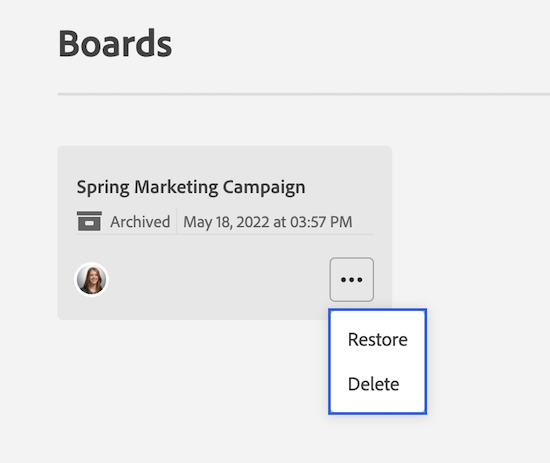 Boards
Spring Marketing Campaign
Archived May 18, 2022 at 03:57 PM
Restore
Delete